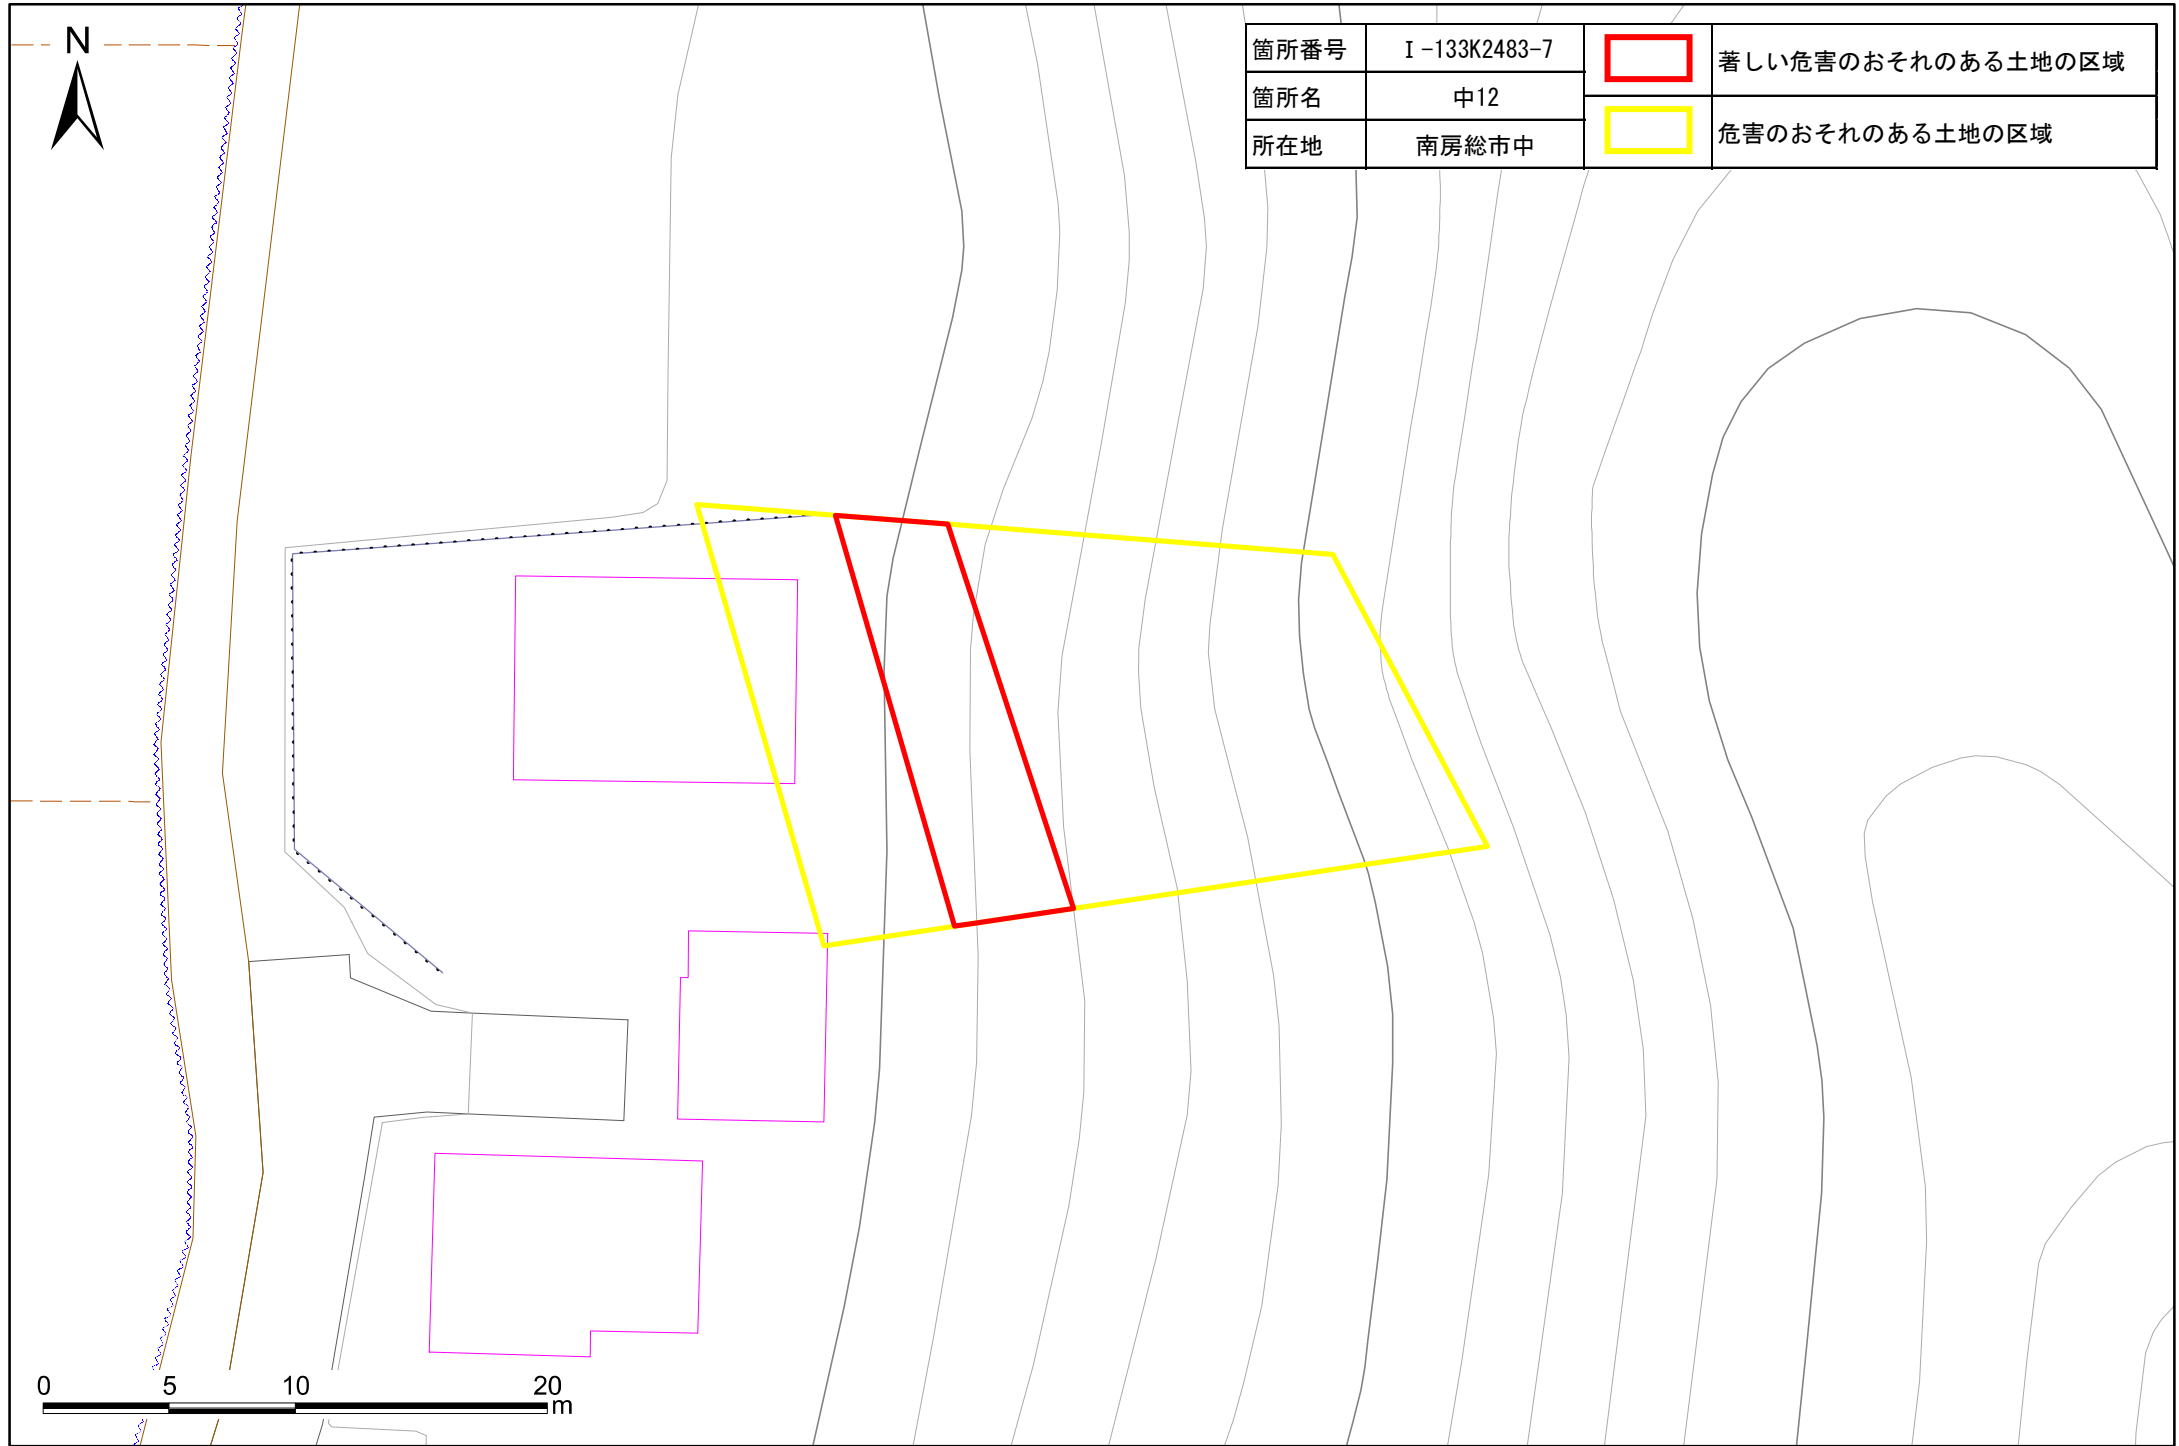 N
箇所番号 Ⅰ-133K2483-7
箇所名 中12
所在地 南房総市中
著しい危害のおそれのある土地の区域
危害のおそれのある土地の区域
0 5 10 20
m